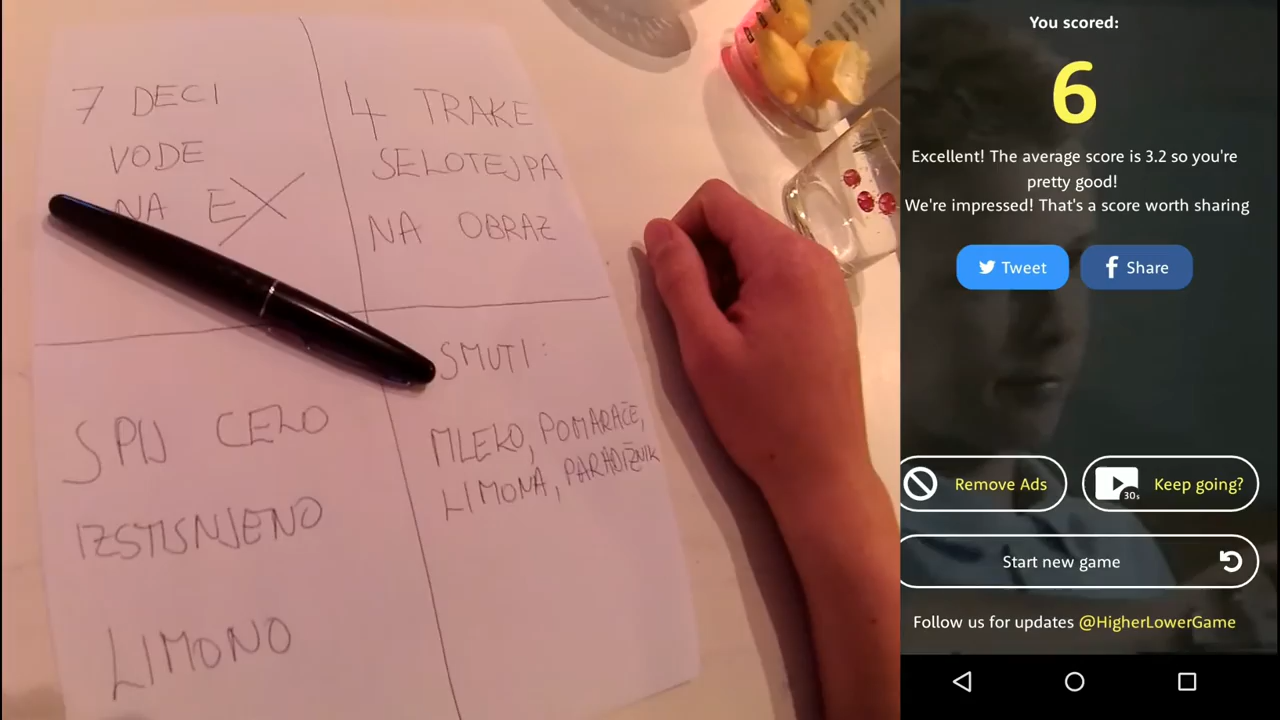 7 DECI
VODE
NA EX
4 TRAKE
SELOTEJPA
NA OBRAZ
SPIJ CELO
IZSTISNJENO
LIMONO
SMUTI:
MLEKO, POMARAČE,
LIMONA, PARADIŽNIK
You scored:
6
Excellent! The average score is 3.2 so you're
pretty good!
We're impressed! That's a score worth sharing
Tweet
Share
Remove Ads
30s
Keep going?
Start new game
Follow us for updates @HigherLowerGame